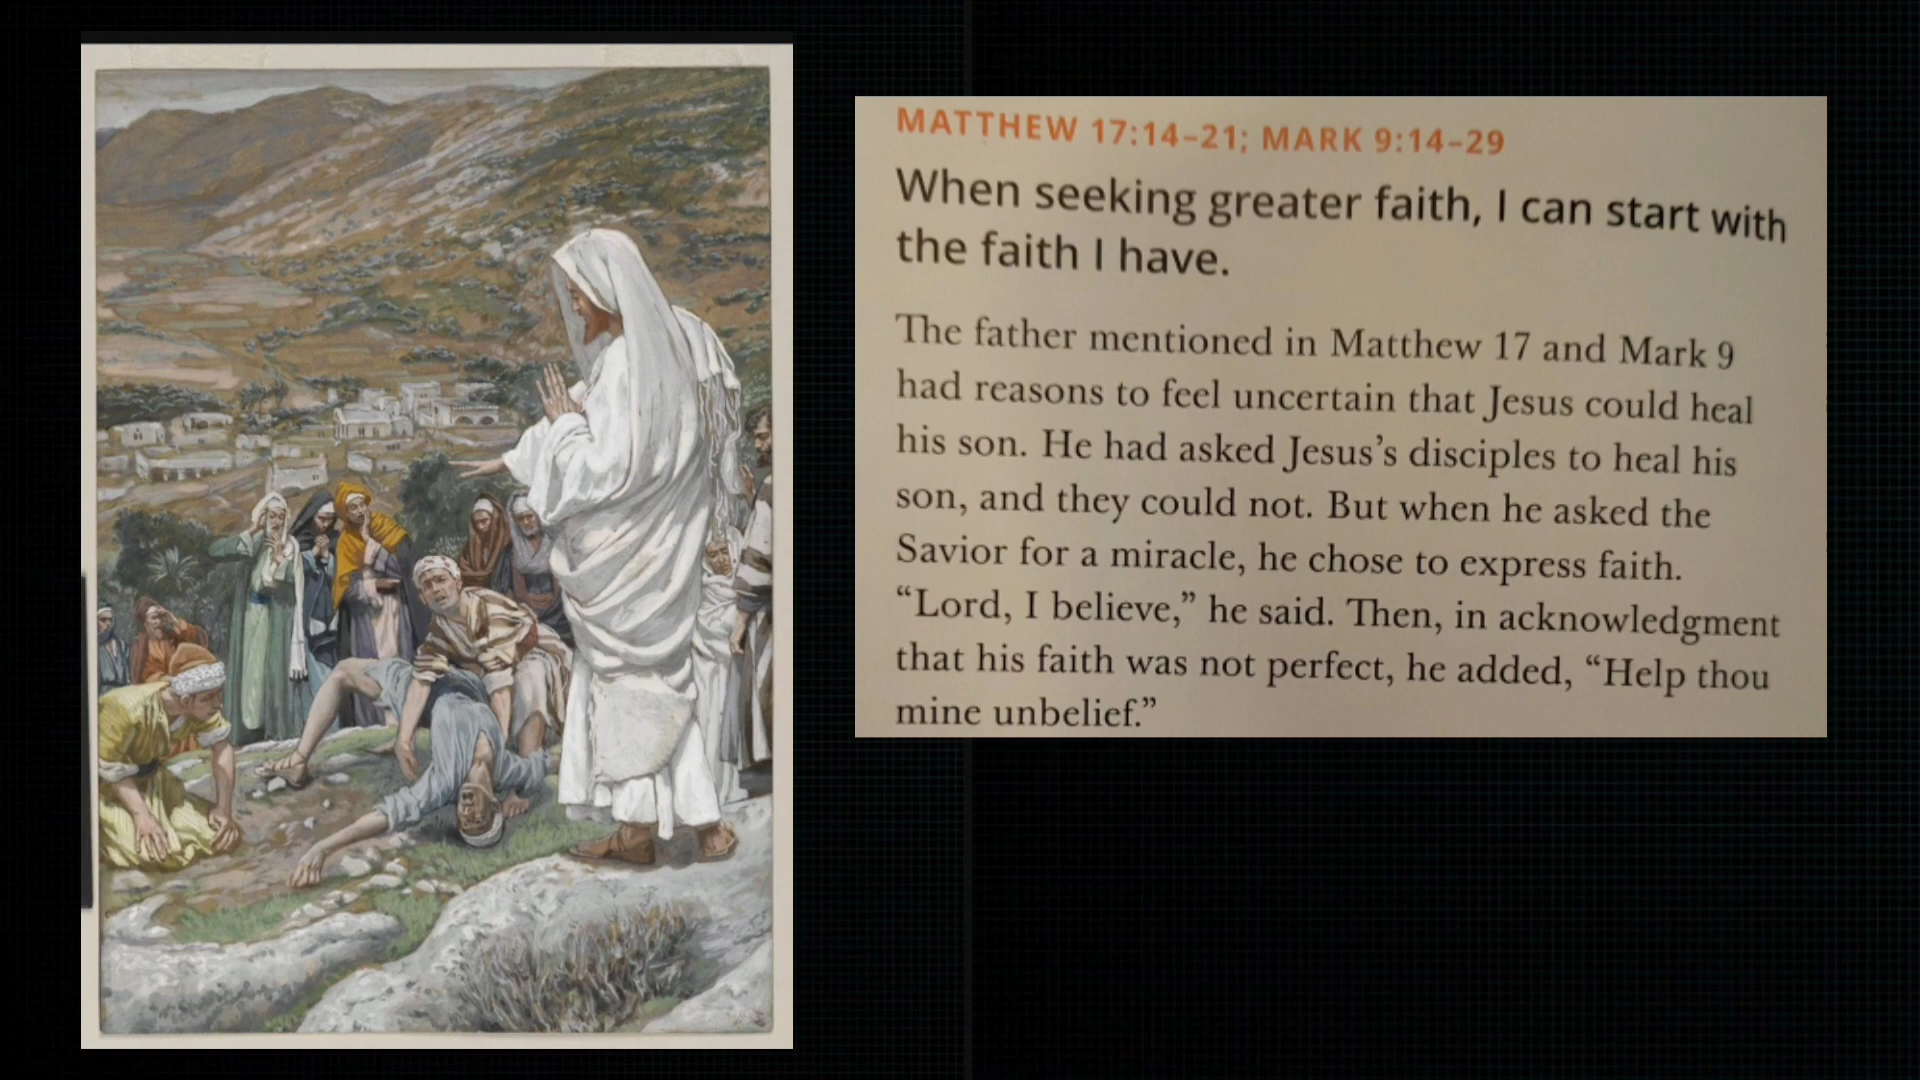 MATTHEW 17:14–21; MARK 9:14–29
When seeking greater faith, I can start with
the faith I have.
The father mentioned in Matthew 17 and Mark 9
had reasons to feel uncertain that Jesus could heal
his son. He had asked Jesus’s disciples to heal his
son, and they could not. But when he asked the
Savior for a miracle, he chose to express faith.
“Lord, I believe,” he said. Then, in acknowledgment
that his faith was not perfect, he added, “Help thou
mine unbelief.”